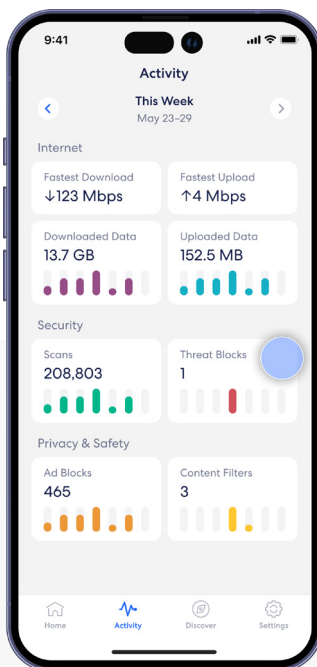 9:41
Activity
This Week
May 23–29
Internet
Fastest Download
↓123 Mbps
Fastest Upload
↑4 Mbps
Downloaded Data
13.7 GB
Uploaded Data
152.5 MB
Security
Scans
208,803
Threat Blocks
1
Privacy & Safety
Ad Blocks
465
Content Filters
3
Home
Activity
Discover
Settings